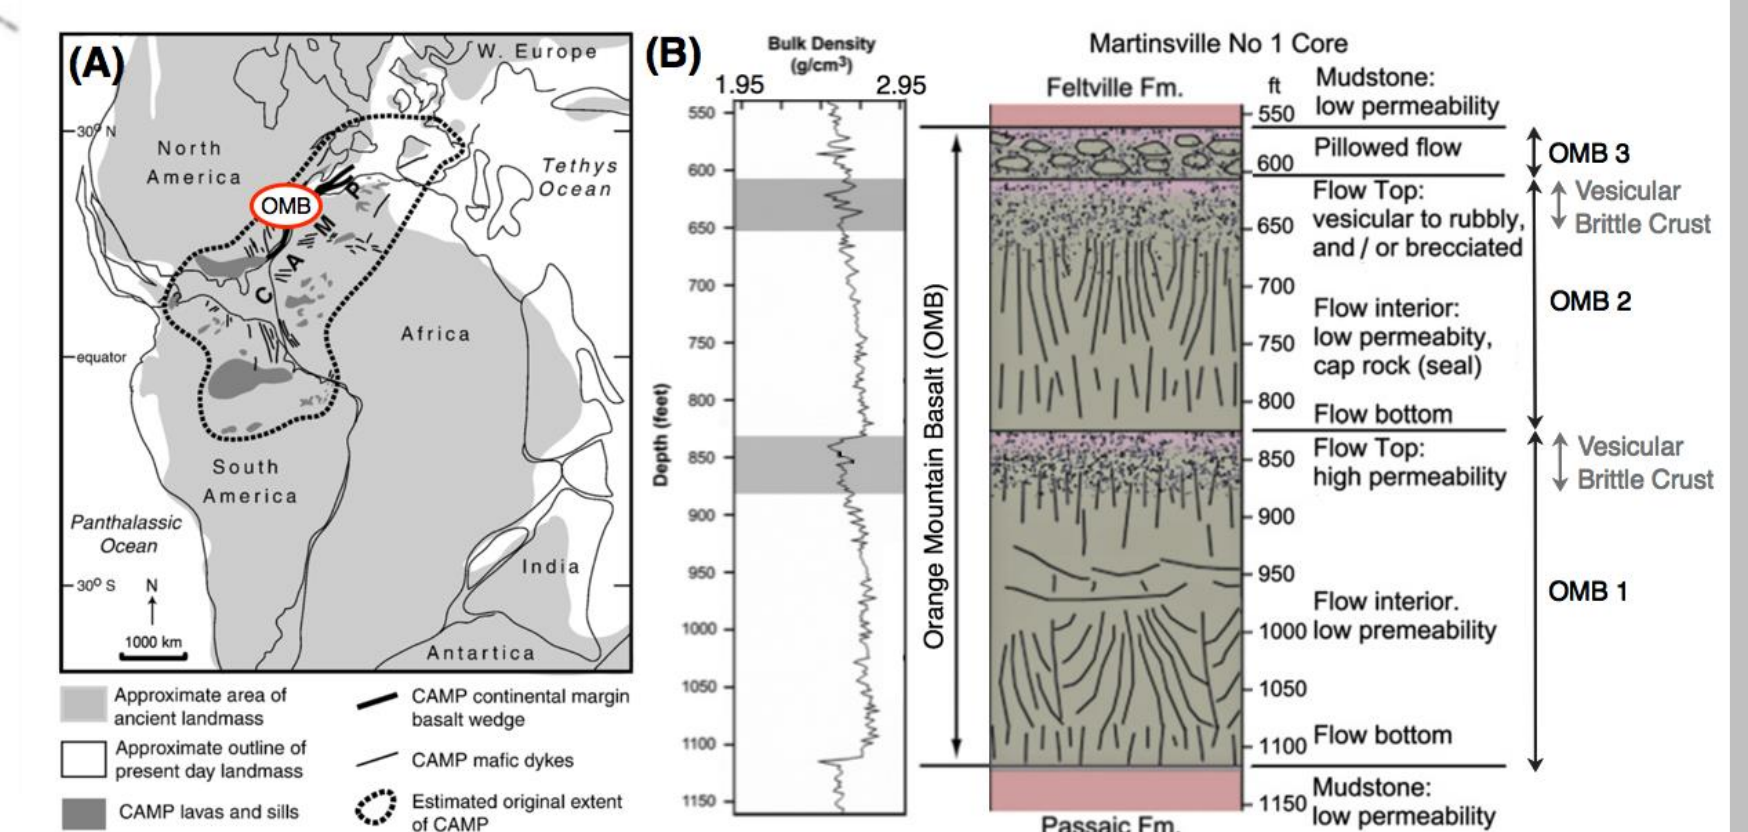 (A)
W. Europe
30° N
North
America
Tethys
Ocean
OMB
C A M P
Africa
equator
South
America
Panthalassic
Ocean
30° S
N
India
1000 km
Antartica
Approximate area of
ancient landmass
Approximate outline of
present day landmass
CAMP lavas and sills
CAMP continental margin
basalt wedge
CAMP mafic dykes
Estimated original extent
of CAMP
(B)
Bulk Density
(g/cm³)
1.95 2.95
Depth (feet)
550
600
650
700
750
800
850
900
950
1000
1050
1100
1150
Martinsville No 1 Core
Feltville Fm.
Orange Mountain Basalt (OMB)
Passaic Fm.
ft
550
600
650
700
750
800
850
900
950
1000
1050
1100
1150
Mudstone:
low permeability
Pillowed flow
Flow Top:
vesicular to rubbly,
and / or brecciated
Flow interior:
low permeabity,
cap rock (seal)
Flow bottom
Flow Top:
high permeability
Flow interior.
low premeability
Flow bottom
Mudstone:
low permeability
OMB 3
Vesicular
Brittle Crust
OMB 2
Vesicular
Brittle Crust
OMB 1